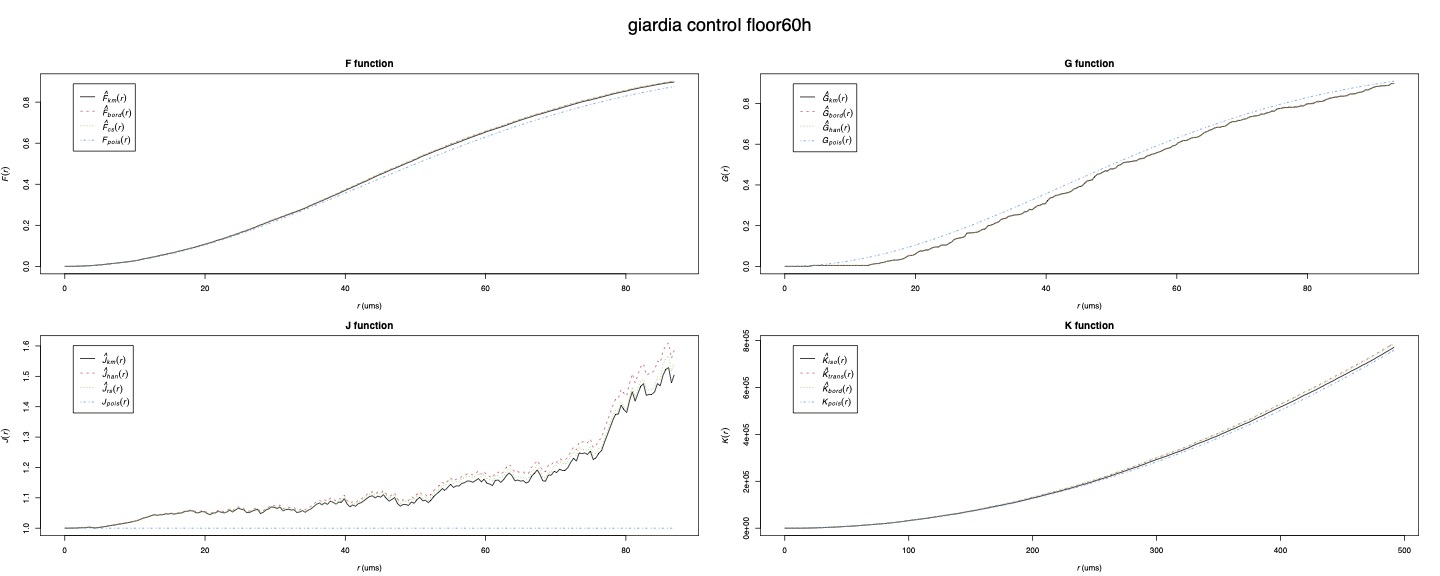 giardia control floor60h
F function
F̂km(r)
F̂bord(r)
F̂cs(r)
Fpois(r)
F(r)
0.0 0.2 0.4 0.6 0.8
0 20 40 60 80
r (ums)
G function
Ĝkm(r)
Ĝbord(r)
Ĝhan(r)
Gpois(r)
G(r)
0.0 0.2 0.4 0.6 0.8
0 20 40 60 80
r (ums)
J function
Ĵkm(r)
Ĵhan(r)
Ĵrs(r)
Jpois(r)
J(r)
1.0 1.1 1.2 1.3 1.4 1.5 1.6
0 20 40 60 80
r (ums)
K function
K̂iso(r)
K̂trans(r)
K̂bord(r)
Kpois(r)
K(r)
0e+00 2e+05 4e+05 6e+05 8e+05
0 100 200 300 400 500
r (ums)